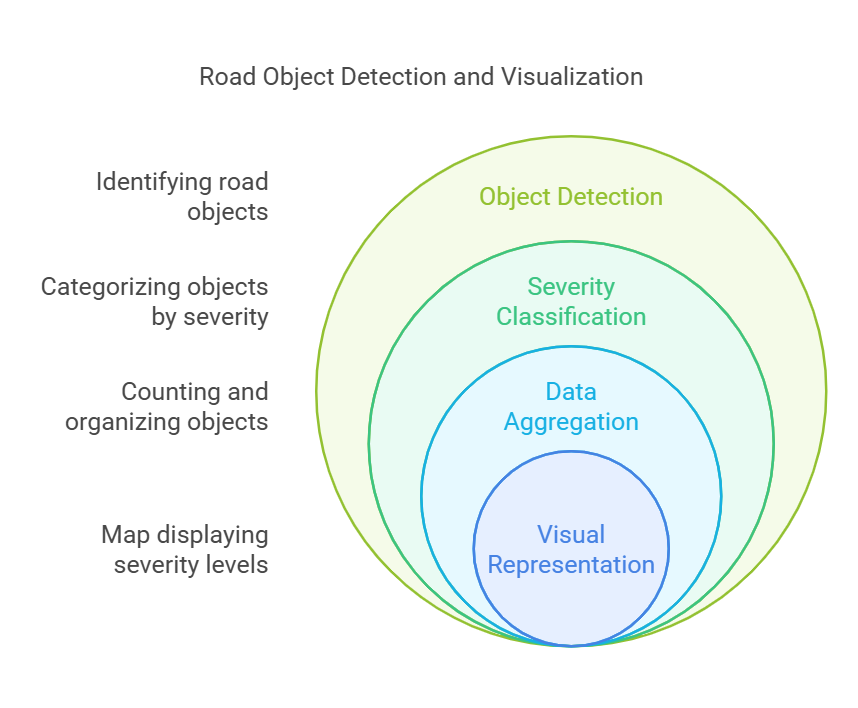 Road Object Detection and Visualization
Identifying road
objects
Object Detection
Categorizing objects
by severity
Severity
Classification
Counting and
organizing objects
Data
Aggregation
Map displaying
severity levels
Visual
Representation